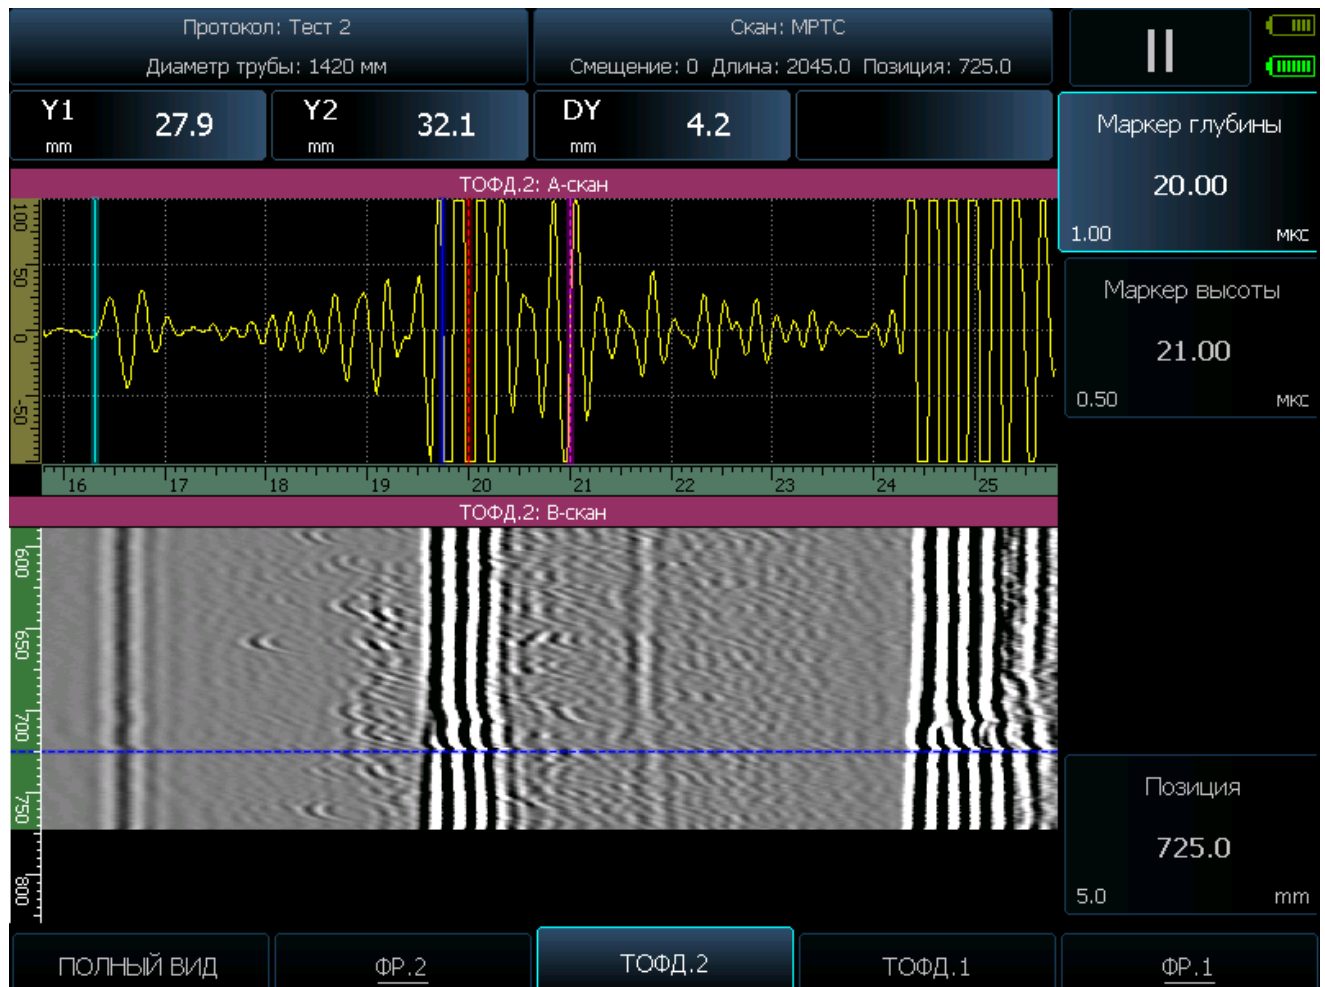 Протокол: Тест 2
Диаметр трубы: 1420 мм
Скан: МРТС
Смещение: 0 Длина: 2045.0 Позиция: 725.0
Y1
mm
27.9
Y2
mm
32.1
DY
mm
4.2
Маркер глубины
20.00
1.00 мкс
ТОФД.2: А-скан
100
50
0
-50
16 17 18 19 20 21 22 23 24 25
Маркер высоты
21.00
0.50 мкс
ТОФД.2: В-скан
600
650
700
750
800
Позиция
725.0
5.0 mm
ПОЛНЫЙ ВИД
ФР.2
ТОФД.2
ТОФД.1
ФР.1